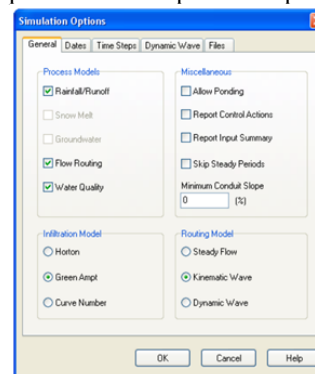 Simulation Options
General Dates Time Steps Dynamic Wave Files
Process Models
Rainfall/Runoff
Snow Melt
Groundwater
Flow Routing
Water Quality
Miscellaneous
Allow Ponding
Report Control Actions
Report Input Summary
Skip Steady Periods
Minimum Conduit Slope
0 (%)
Infiltration Model
Horton
Green Ampt
Curve Number
Routing Model
Steady Flow
Kinematic Wave
Dynamic Wave
OK Cancel Help